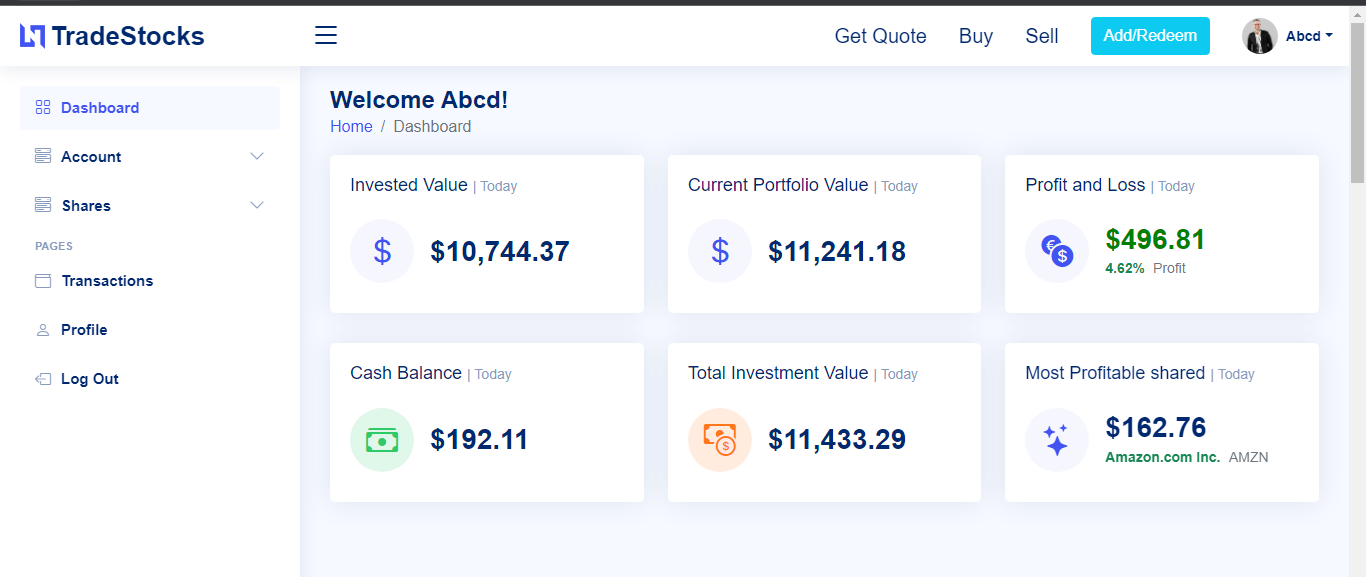 TradeStocks
Get Quote Buy Sell Add/Redeem Abcd
Dashboard
Account
Shares
PAGES
Transactions
Profile
Log Out
Welcome Abcd!
Home / Dashboard
Invested Value | Today
$ $10,744.37
Current Portfolio Value | Today
$ $11,241.18
Profit and Loss | Today
€ $ $496.81
4.62% Profit
Cash Balance | Today
$192.11
Total Investment Value | Today
$ $11,433.29
Most Profitable shared | Today
$162.76
Amazon.com Inc. AMZN